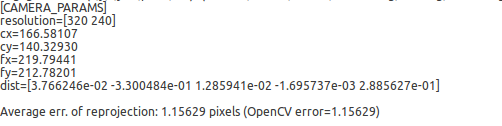 [CAMERA_PARAMS]
resolution=[320 240]
cx=166.58107
cy=140.32930
fx=219.79441
fy=212.78201
dist=[3.766246e-02 -3.300484e-01 1.285941e-02 -1.695737e-03 2.885627e-01]
Average err. of reprojection: 1.15629 pixels (OpenCV error=1.15629)